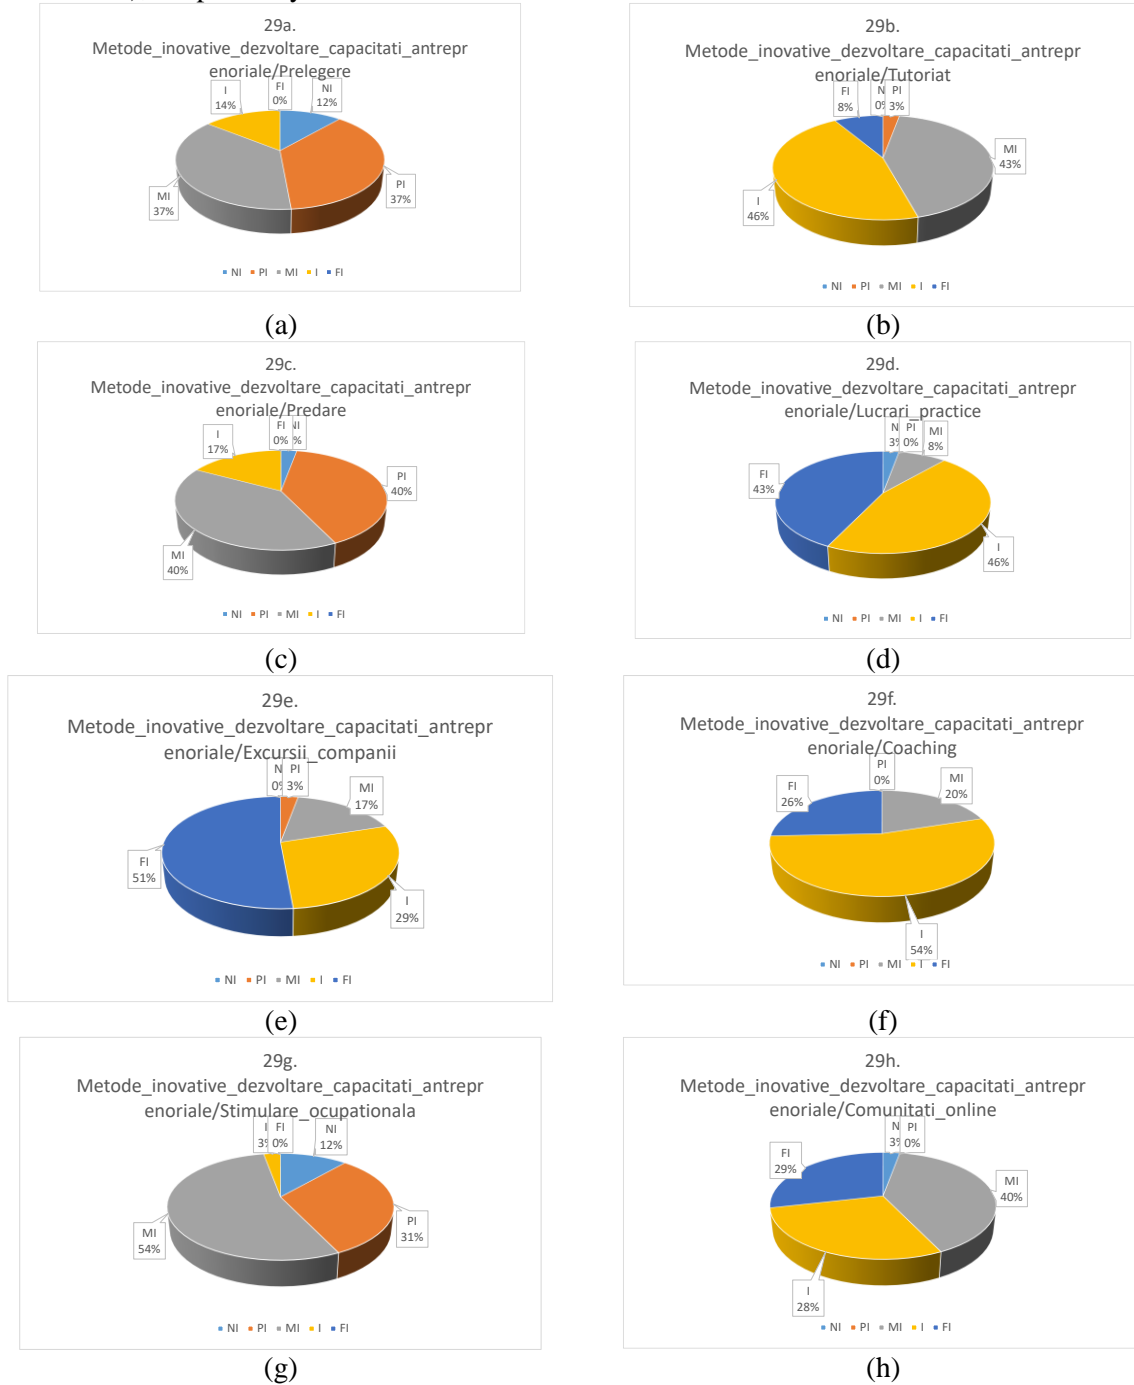 29a.
Metode_inovative_dezvoltare_capacitati_antrepr
enoriale/Prelegere
I
14%
FI
0%
NI
12%
MI
37%
PI
37%
NI PI MI I FI
(a)
29b.
Metode_inovative_dezvoltare_capacitati_antrepr
enoriale/Tutoriat
FI
8%
0%
PI
3%
MI
43%
I
46%
NI PI MI I FI
(b)
29c.
Metode_inovative_dezvoltare_capacitati_antrepr
enoriale/Predare
I
17%
FI
0%
PI
40%
MI
40%
NI PI MI I FI
(c)
29d.
Metode_inovative_dezvoltare_capacitati_antrepr
enoriale/Lucrari_practice
3%
PI
0%
MI
8%
FI
43%
I
46%
NI PI MI I FI
(d)
29e.
Metode_inovative_dezvoltare_capacitati_antrepr
enoriale/Excursii_companii
0%
PI
3%
MI
17%
FI
51%
I
29%
NI PI MI I FI
(e)
29f.
Metode_inovative_dezvoltare_capacitati_antrepr
enoriale/Coaching
PI
0%
FI
26%
MI
20%
I
54%
NI PI MI I FI
(f)
29g.
Metode_inovative_dezvoltare_capacitati_antrepr
enoriale/Stimulare_ocupationala
I
3%
FI
0%
NI
12%
MI
54%
PI
31%
NI PI MI I FI
(g)
29h.
Metode_inovative_dezvoltare_capacitati_antrepr
enoriale/Comunitati_online
3%
PI
0%
FI
29%
MI
40%
I
28%
NI PI MI I FI
(h)